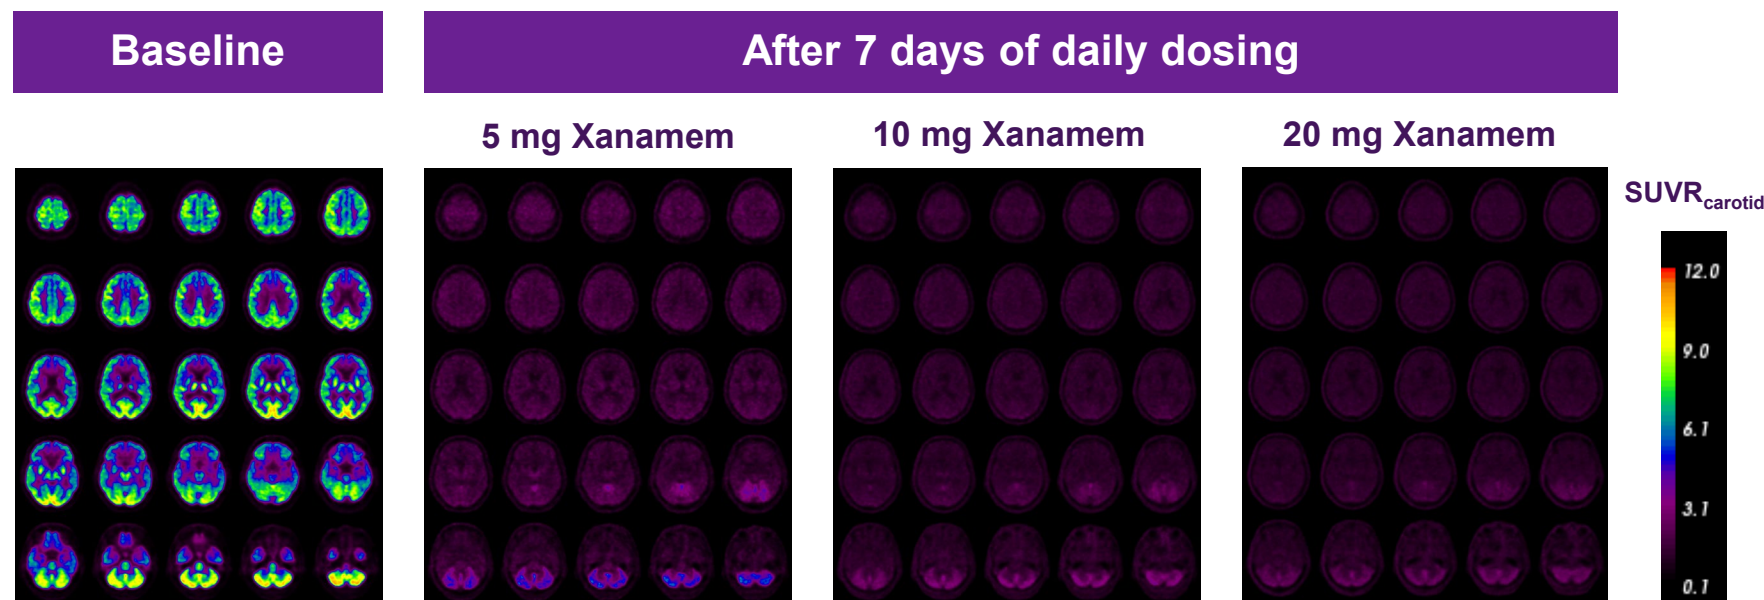 Baseline
After 7 days of daily dosing
5 mg Xanamem
10 mg Xanamem
20 mg Xanamem
SUVRcarotid
12.0
9.0
6.1
3.1
0.1